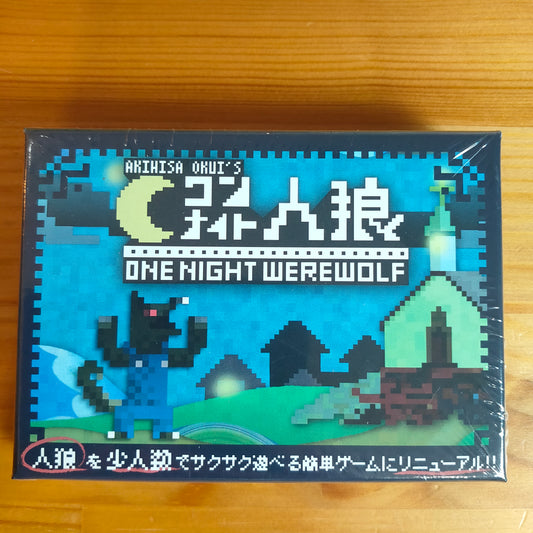 AKIHISA OKUI'S
ワンナイト人狼
ONE NIGHT WEREWOLF
人狼を少人数でサクサク遊べる簡単ゲームにリニューアル!!